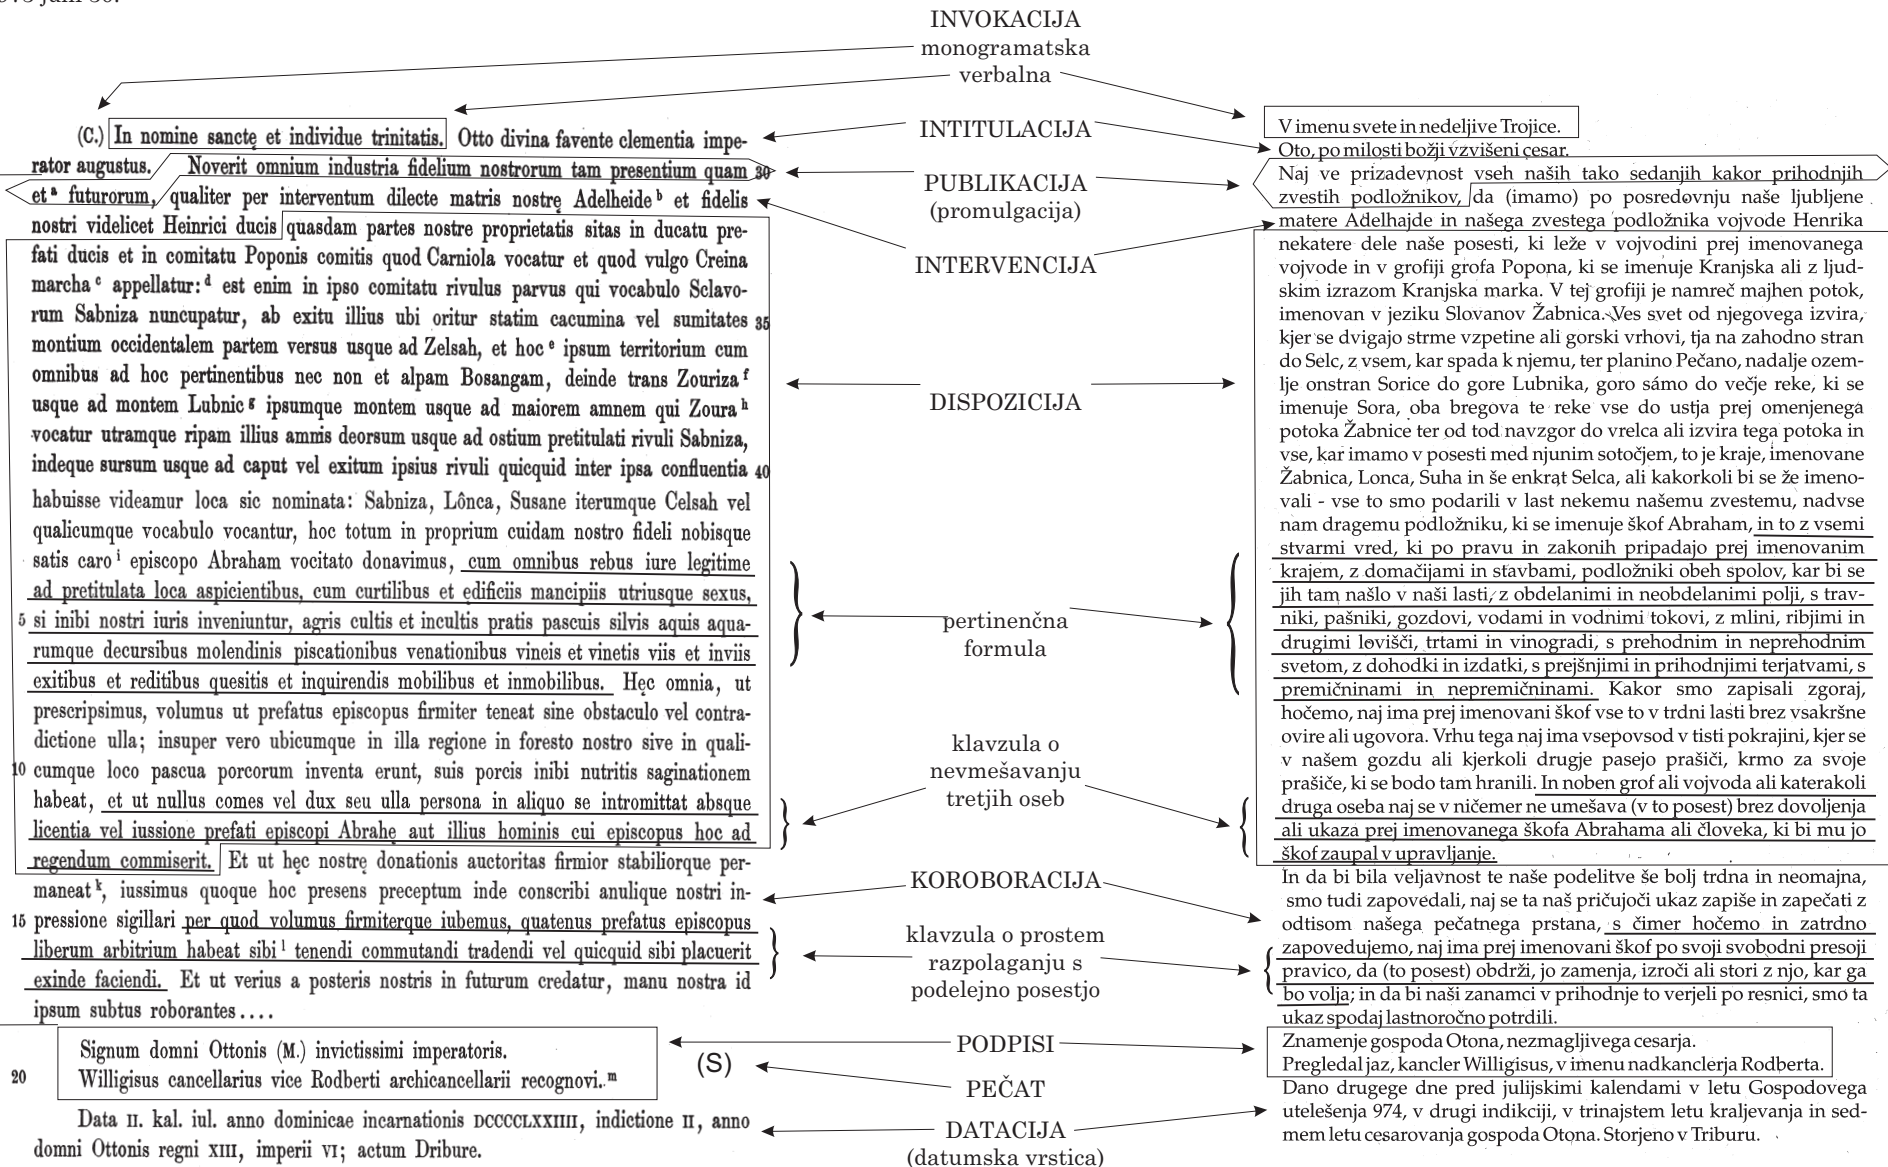 INVOKACIJA
monogramatska
verbalna
(C.) In nomine sanctę et individue trinitatis. Otto divina favente clementia impe-
rator augustus. Noverit omnium industria fidelium nostrorum tam presentium quam 30
et ᵃ futurorum, qualiter per interventum dilecte matris nostrę Adelheide ᵇ et fidelis
nostri videlicet Heinrici ducis quasdam partes nostre proprietatis sitas in ducatu pre-
fati ducis et in comitatu Poponis comitis quod Carniola vocatur et quod vulgo Creina
marcha ᶜ appellatur: ᵈ est enim in ipso comitatu rivulus parvus qui vocabulo Sclavo-
rum Sabniza nuncupatur, ab exitu illius ubi oritur statim cacumina vel sumitates 35
montium occidentalem partem versus usque ad Zelsah, et hoc ᵉ ipsum territorium cum
omnibus ad hoc pertinentibus nec non et alpam Bosangam, deinde trans Zouriza ᶠ
usque ad montem Lubnic ᵍ ipsumque montem usque ad maiorem amnem qui Zoura ʰ
vocatur utramque ripam illius amnis deorsum usque ad ostium pretitulati rivuli Sabniza,
indeque sursum usque ad caput vel exitum ipsius rivuli quicquid inter ipsa confluentia 40
habuisse videamur loca sic nominata: Sabniza, Lônca, Susane iterumque Celsah vel
qualicumque vocabulo vocantur, hoc totum in proprium cuidam nostro fideli nobisque
satis caro ⁱ episcopo Abraham vocitato donavimus, cum omnibus rebus iure legitime
ad pretitulata loca aspicientibus, cum curtilibus et ędificiis mancipiis utriusque sexus,
5 si inibi nostri iuris inveniuntur, agris cultis et incultis pratis pascuis silvis aquis aqua-
rumque decursibus molendinis piscationibus venationibus vineis et vinetis viis et inviis
exitibus et reditibus quesitis et inquirendis mobilibus et inmobilibus. Hęc omnia, ut
prescripsimus, volumus ut prefatus episcopus firmiter teneat sine obstaculo vel contra-
dictione ulla; insuper vero ubicumque in illa regione in foresto nostro sive in quali-
10 cumque loco pascua porcorum inventa erunt, suis porcis inibi nutritis saginationem
habeat, et ut nullus comes vel dux seu ulla persona in aliquo se intromittat absque
licentia vel iussione prefati episcopi Abrahę aut illius hominis cui episcopus hoc ad
regendum commiserit. Et ut hęc nostrę donationis auctoritas firmior stabiliorque per-
maneat ᵏ, iussimus quoque hoc presens preceptum inde conscribi anulique nostri in-
15 pressione sigillari per quod volumus firmiterque iubemus, quatenus prefatus episcopus
liberum arbitrium habeat sibi ˡ tenendi commutandi tradendi vel quicquid sibi placuerit
exinde faciendi. Et ut verius a posteris nostris in futurum credatur, manu nostra id
ipsum subtus roborantes ....
Signum domni Ottonis (M.) invictissimi imperatoris.
20 Willigisus cancellarius vice Rodberti archicancellarii recognovi. ᵐ
(S)
Data II. kal. iul. anno dominicae incarnationis DCCCCLXXIIII, indictione II, anno
domni Ottonis regni XIII, imperii VI; actum Dribure.
INTITULACIJA
PUBLIKACIJA
(promulgacija)
INTERVENCIJA
DISPOZICIJA
pertinenčna
formula
klavzula o
nevmešavanju
tretjih oseb
KOROBORACIJA
klavzula o prostem
razpolaganju s
podelejno posestjo
PODPISI
PEČAT
DATACIJA
(datumska vrstica)
V imenu svete in nedeljive Trojice.
Oto, po milosti božji vzvišeni cesar.
Naj ve prizadevnost vseh naših tako sedanjih kakor prihodnjih
zvestih podložnikov, da (imamo) po posredovnju naše ljubljene
matere Adelhajde in našega zvestega podložnika vojvode Henrika
nekatere dele naše posesti, ki leže v vojvodini prej imenovanega
vojvode in v grofiji grofa Popona, ki se imenuje Kranjska ali z ljud-
skim izrazom Kranjska marka. V tej grofiji je namreč majhen potok,
imenovan v jeziku Slovanov Žabnica. Ves svet od njegovega izvira,
kjer se dvigajo strme vzpetine ali gorski vrhovi, tja na zahodno stran
do Selc, z vsem, kar spada k njemu, ter planino Pečano, nadalje ozem-
lje onstran Sorice do gore Lubnika, goro sámo do večje reke, ki se
imenuje Sora, oba bregova te reke vse do ustja prej omenjenega
potoka Žabnice ter od tod navzgor do vrelca ali izvira tega potoka in
vse, kar imamo v posesti med njunim sotočjem, to je kraje, imenovane
Žabnica, Lonca, Suha in še enkrat Selca, ali kakorkoli bi se že imeno-
vali - vse to smo podarili v last nekemu našemu zvestemu, nadvse
nam dragemu podložniku, ki se imenuje škof Abraham, in to z vsemi
stvarmi vred, ki po pravu in zakonih pripadajo prej imenovanim
krajem, z domačijami in stavbami, podložniki obeh spolov, kar bi se
jih tam našlo v naši lasti, z obdelanimi in neobdelanimi polji, s trav-
niki, pašniki, gozdovi, vodami in vodnimi tokovi, z mlini, ribjimi in
drugimi lovišči, trtami in vinogradi, s prehodnim in neprehodnim
svetom, z dohodki in izdatki, s prejšnjimi in prihodnjimi terjatvami, s
premičninami in nepremičninami. Kakor smo zapisali zgoraj,
hočemo, naj ima prej imenovani škof vse to v trdni lasti brez vsakršne
ovire ali ugovora. Vrhu tega naj ima vsepovsod v tisti pokrajini, kjer se
v našem gozdu ali kjerkoli drugje pasejo prašiči, krmo za svoje
prašiče, ki se bodo tam hranili. In noben grof ali vojvoda ali katerakoli
druga oseba naj se v ničemer ne umešava (v to posest) brez dovoljenja
ali ukaza prej imenovanega škofa Abrahama ali človeka, ki bi mu jo
škof zaupal v upravljanje.
In da bi bila veljavnost te naše podelitve še bolj trdna in neomajna,
smo tudi zapovedali, naj se ta naš pričujoči ukaz zapiše in zapečati z
odtisom našega pečatnega prstana, s čimer hočemo in zatrdno
zapovedujemo, naj ima prej imenovani škof po svoji svobodni presoji
pravico, da (to posest) obdrži, jo zamenja, izroči ali stori z njo, kar ga
bo volja; in da bi naši zanamci v prihodnje to verjeli po resnici, smo ta
ukaz spodaj lastnoročno potrdili.
Znamenje gospoda Otona, nezmagljivega cesarja.
Pregledal jaz, kancler Willigisus, v imenu nadkanclerja Rodberta.
Dano drugege dne pred julijskimi kalendami v letu Gospodovega
utelešenja 974, v drugi indikciji, v trinajstem letu kraljevanja in sed-
mem letu cesarovanja gospoda Otona. Storjeno v Triburu.